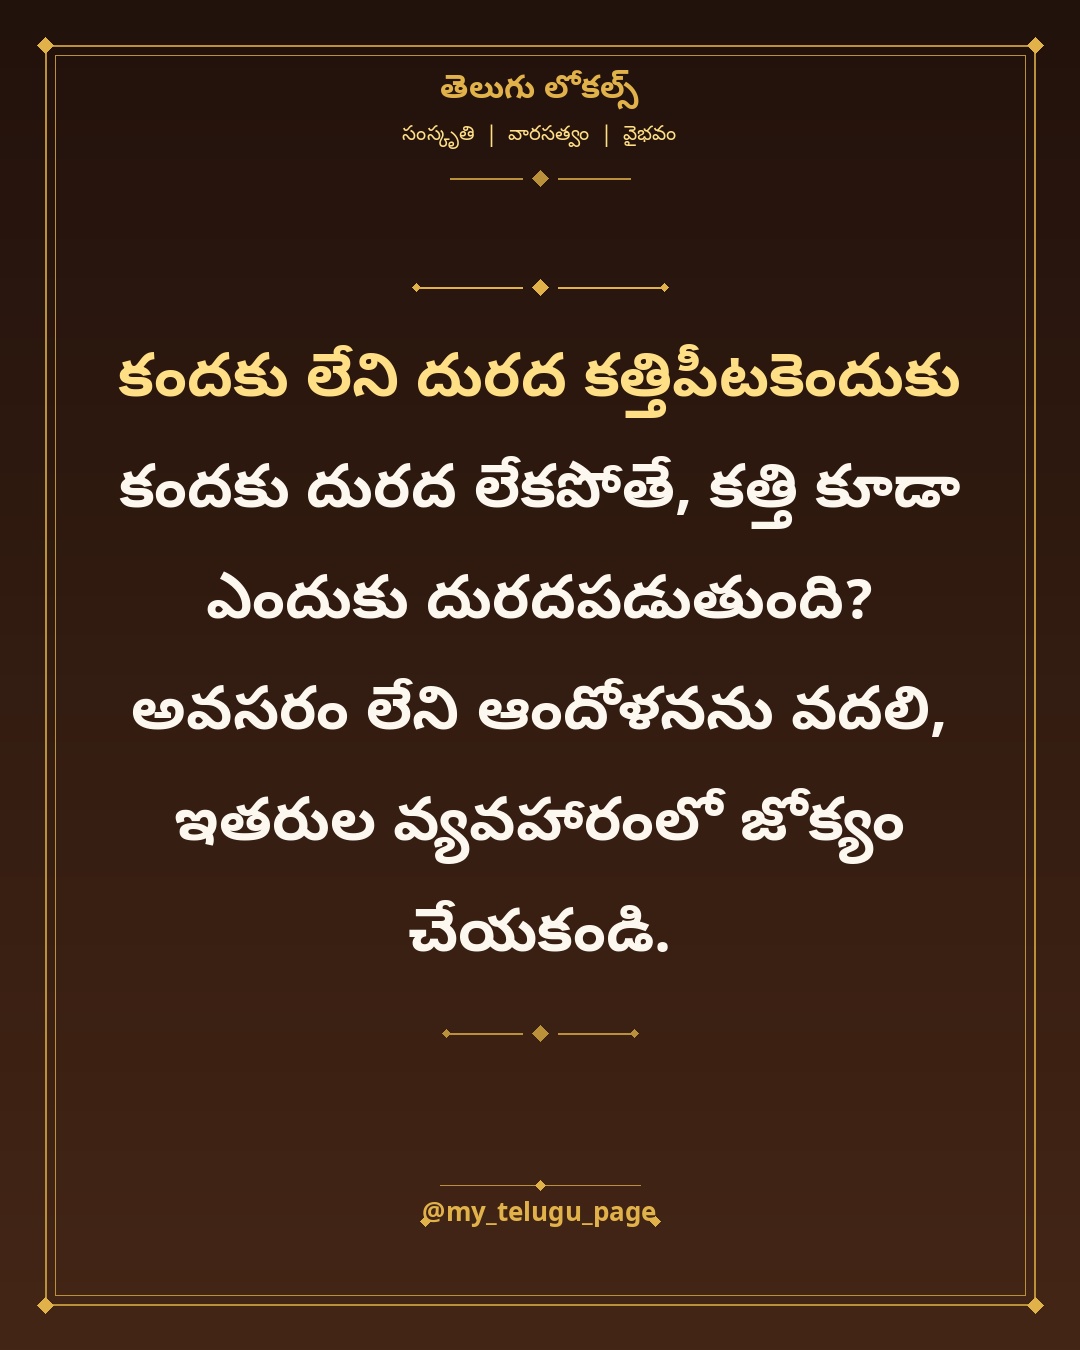 తెలుగు లోకల్స్
సంస్కృతి | వారసత్వం | వైభవం
కందకు లేని దురద కత్తిపీటకెందుకు
కందకు దురద లేకపోతే, కత్తి కూడా
ఎందుకు దురదపడుతుంది?
అవసరం లేని ఆందోళనను వదలి,
ఇతరుల వ్యవహారంలో జోక్యం
చేయకండి.
@my_telugu_page